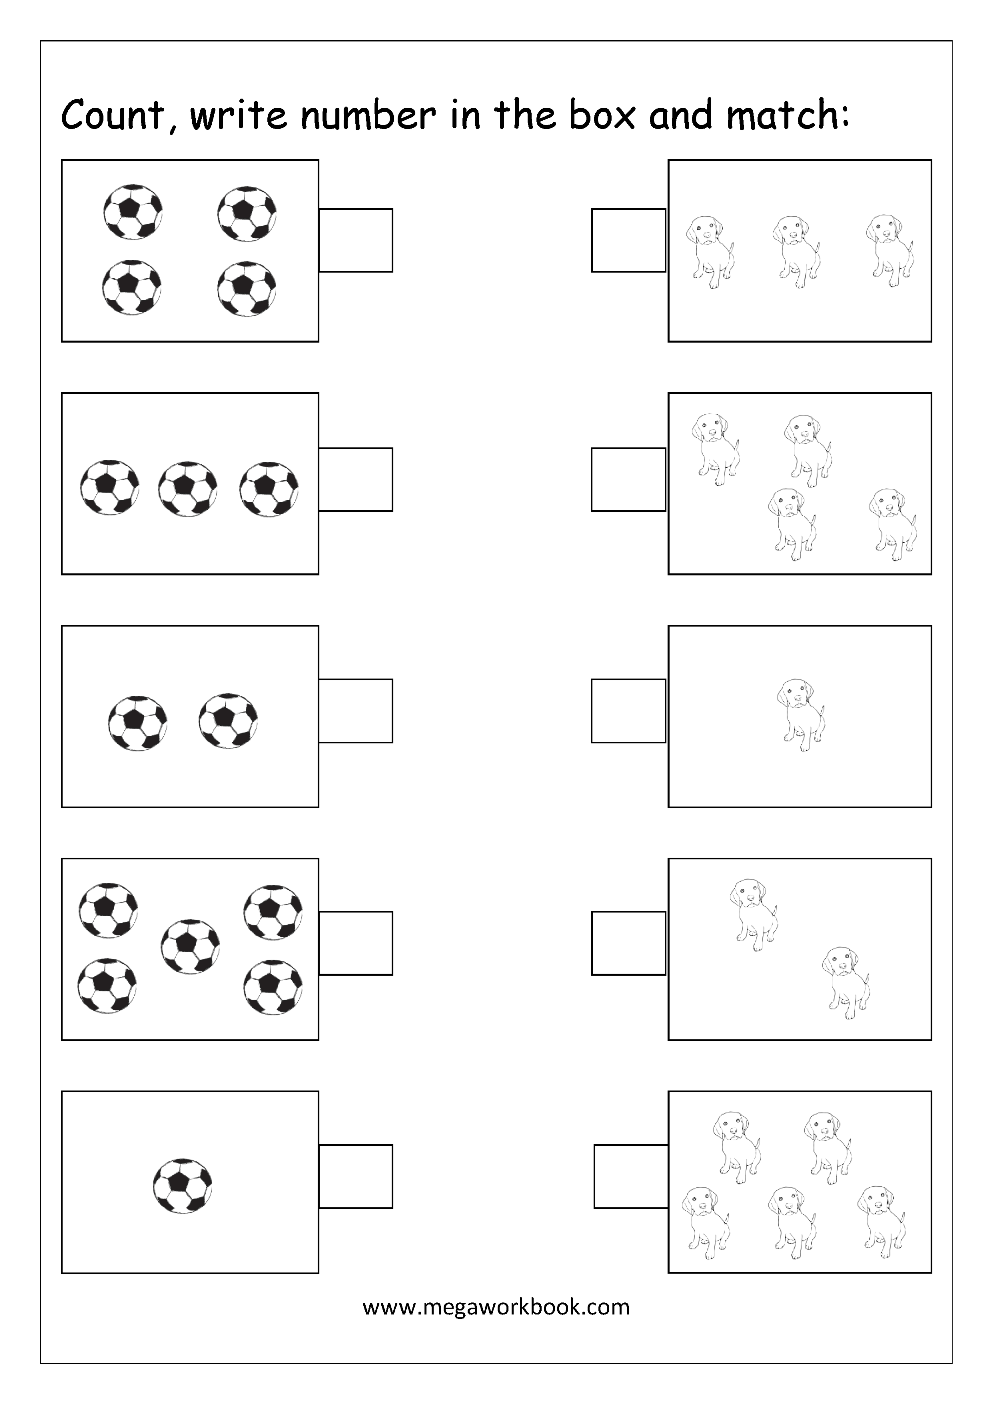 Count, write number in the box and match:
www.megaworkbook.com